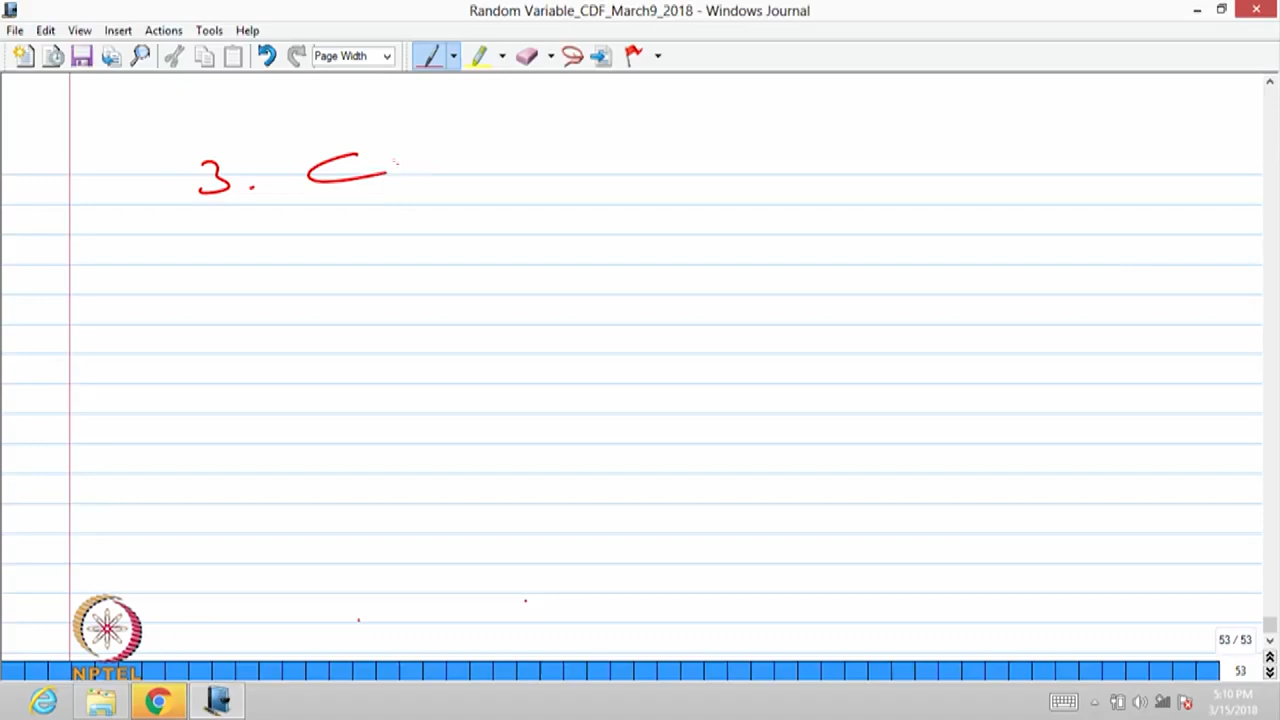 Random Variable_CDF_March9_2018 - Windows Journal
File Edit View Insert Actions Tools Help
Page Width
3. C
53 / 53
53
NPTEL
5:10 PM
3/15/2018